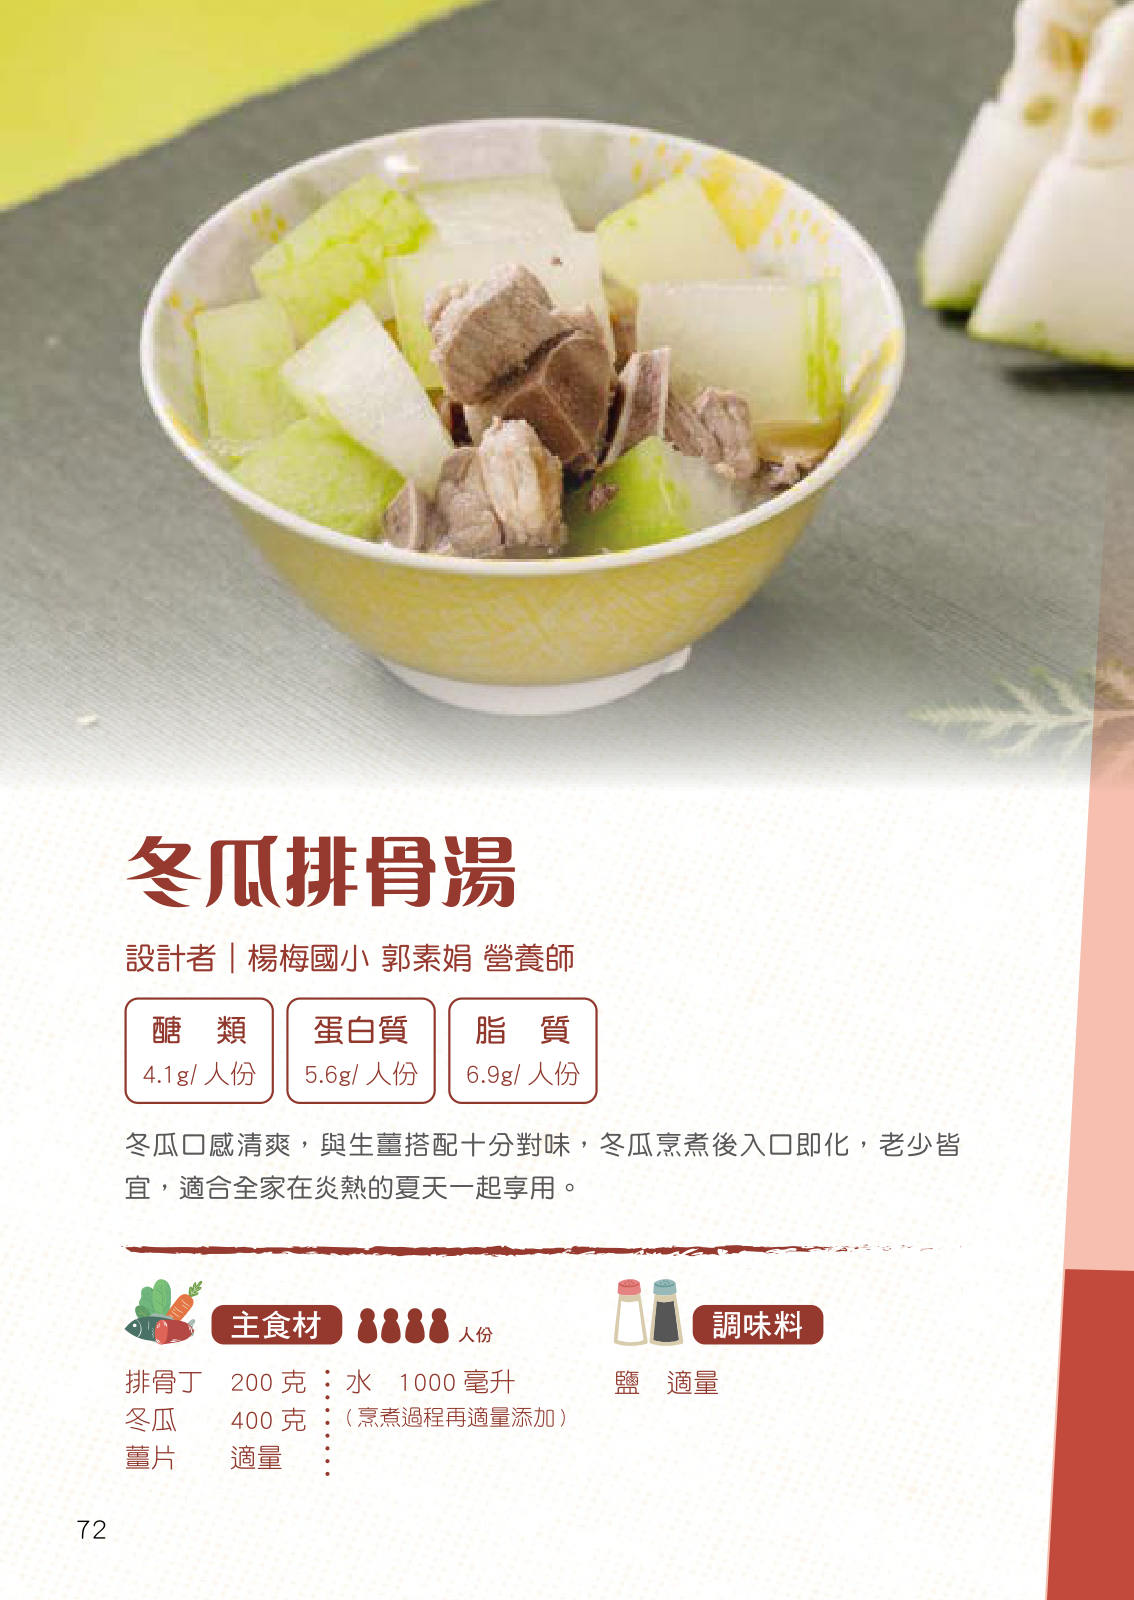 冬瓜排骨湯
設計者｜楊梅國小 郭素娟 營養師
醣 類
4.1g/ 人份
蛋白質
5.6g/ 人份
脂 質
6.9g/ 人份
冬瓜口感清爽，與生薑搭配十分對味，冬瓜烹煮後入口即化，老少皆
宜，適合全家在炎熱的夏天一起享用。
主食材
人份
排骨丁 200 克
冬瓜 400 克
薑片 適量
水 1000 毫升
（烹煮過程再適量添加）
調味料
鹽 適量
72